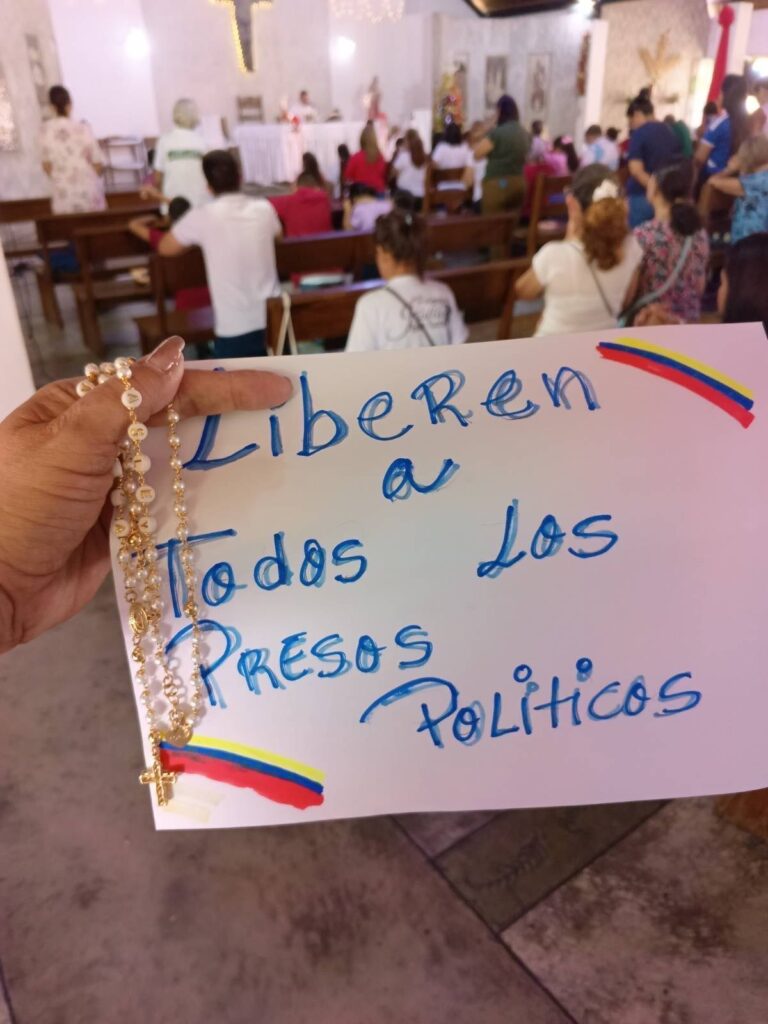 Liberen
a
Todos Los
PRESOS
Politicos